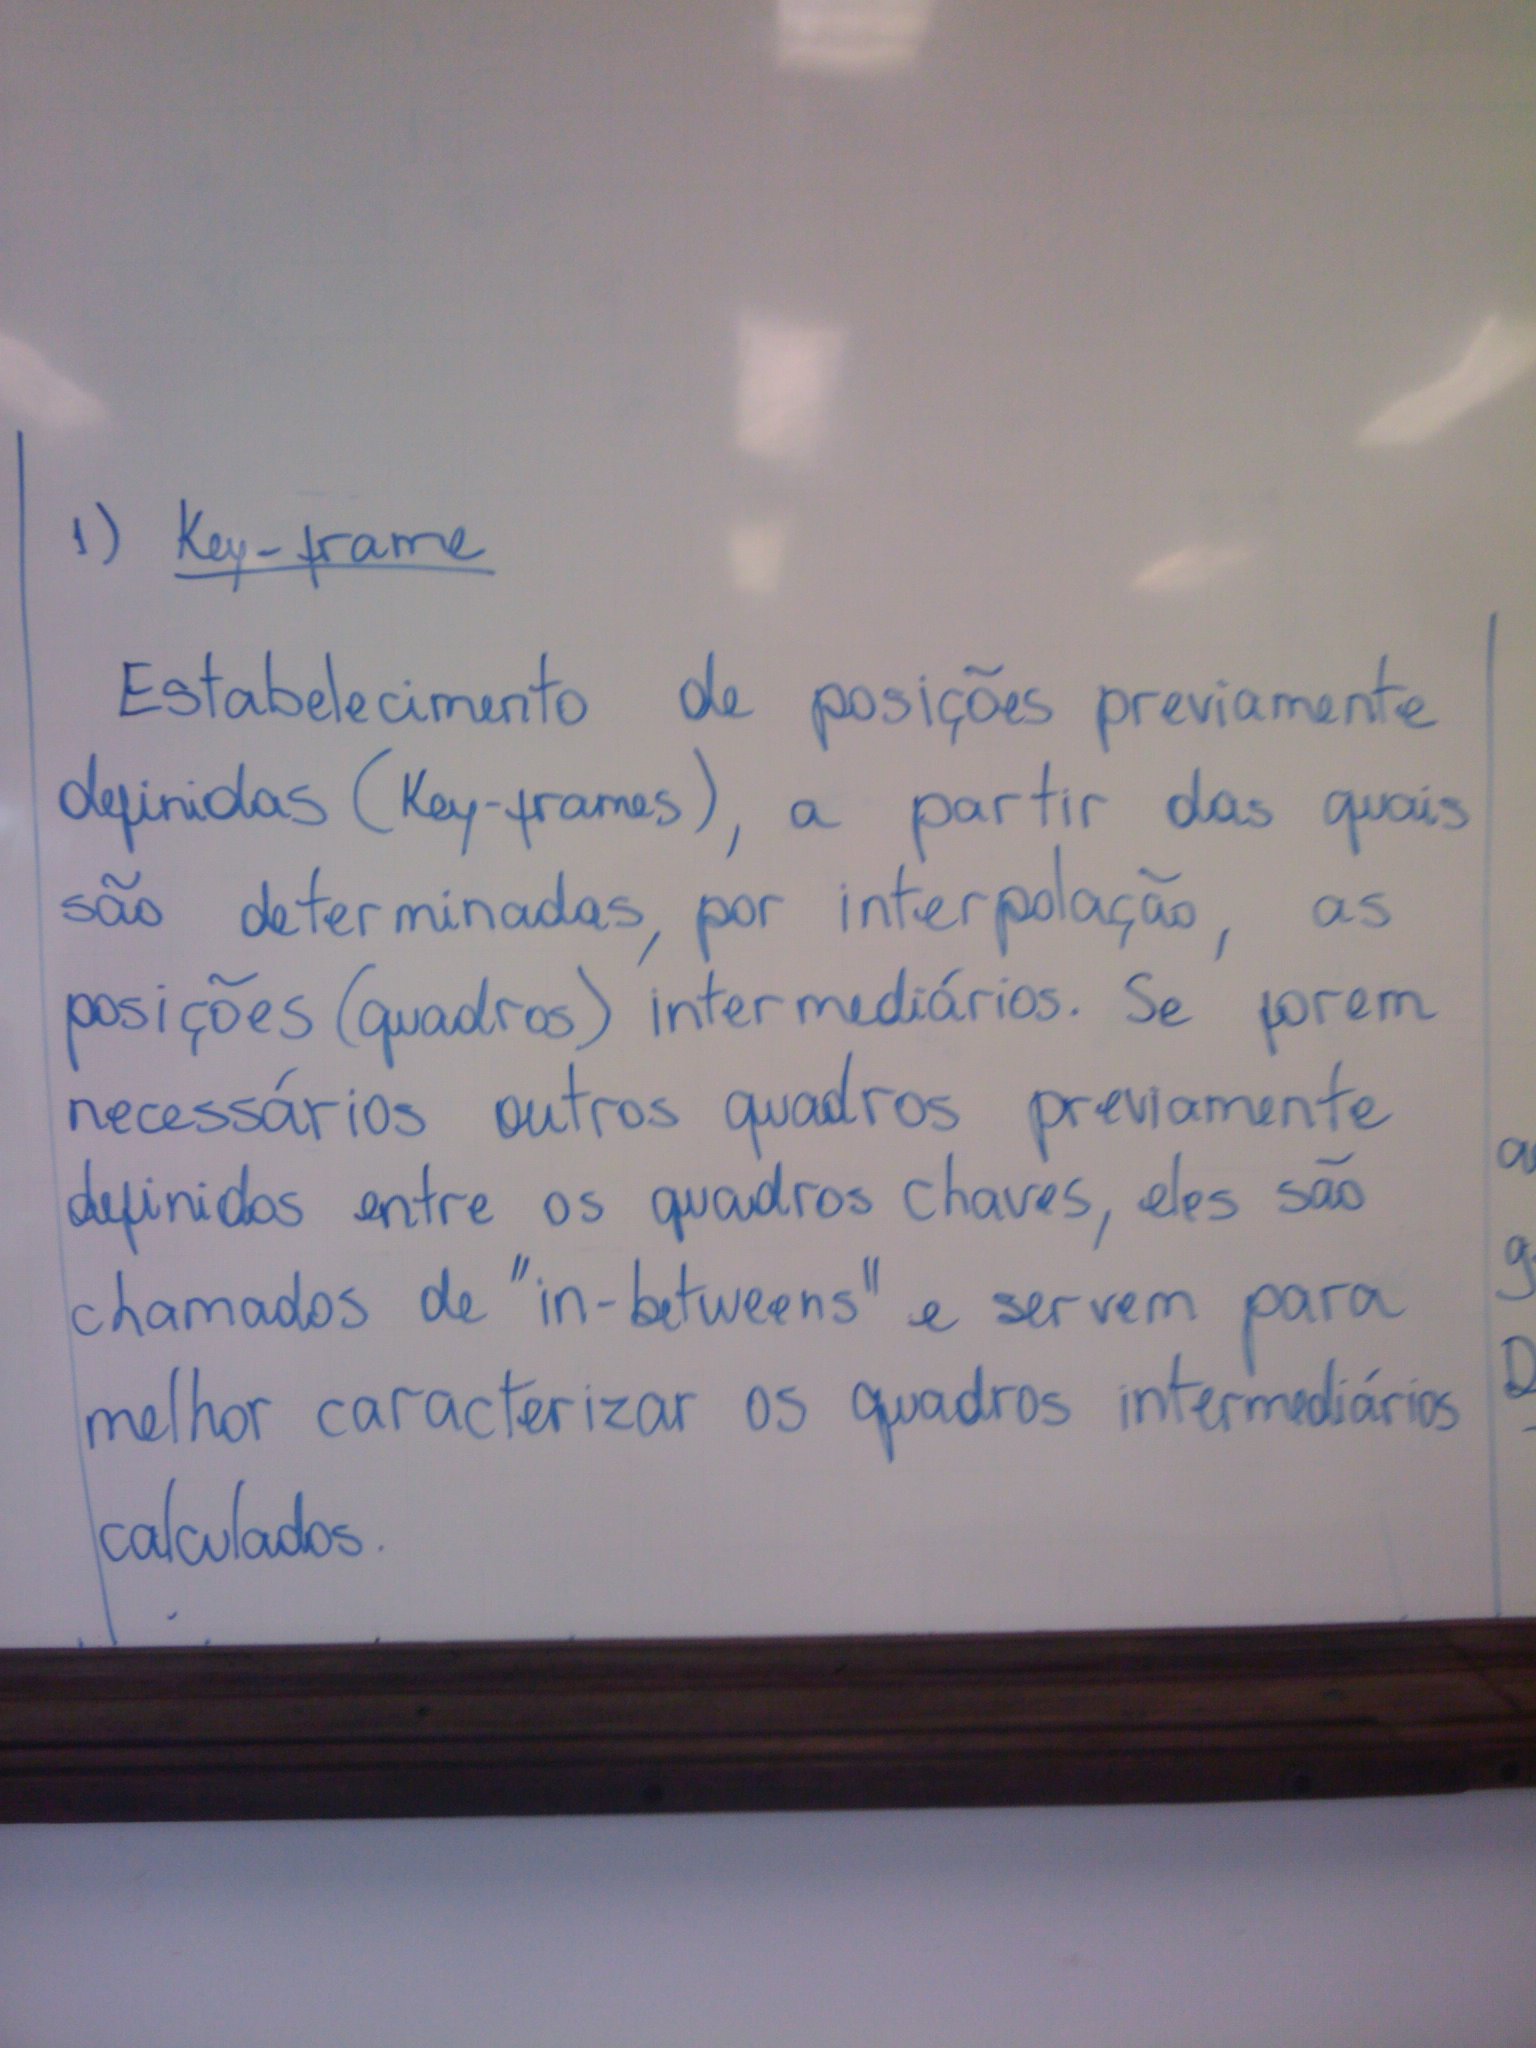 1) Key-frame
Estabelecimento de posições previamente
definidas (Key-frames), a partir das quais
são determinadas, por interpolação, as
posições (quadros) intermediários. Se forem
necessários outros quadros previamente
definidos entre os quadros chaves, eles são
chamados de "in-betweens" e servem para
melhor caracterizar os quadros intermediários
calculados.